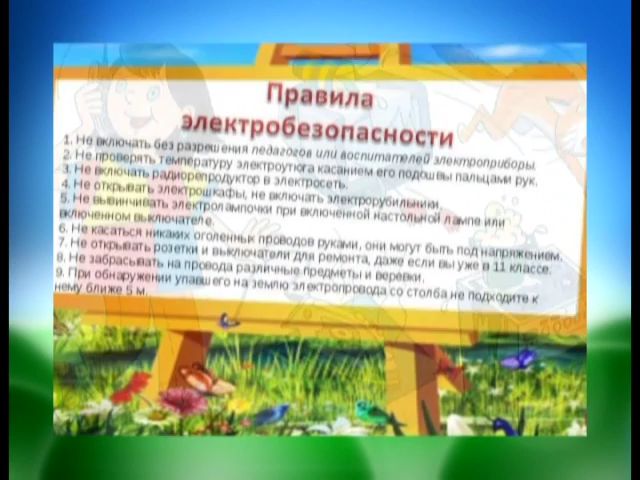 Правила
электробезопасности
1. Не включать без разрешения педагогов или воспитателей электроприборы.
2. Не проверять температуру электроутюга касанием его подошвы пальцами рук.
3. Не включать радиорепродуктор в электросеть.
4. Не открывать электрошкафы, не включать электрорубильники.
5. Не вывинчивать электролампочки при включенной настольной лампе или
включенном выключателе.
6. Не касаться никаких оголенных проводов руками, они могут быть под напряжением.
7. Не открывать розетки и выключатели для ремонта, даже если вы уже в 11 классе.
8. Не забрасывать на провода различные предметы и веревки.
9. При обнаружении упавшего на землю электропровода со столба не подходите к
нему ближе 5 м.